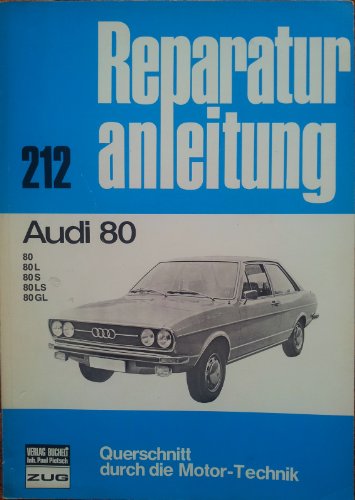 Reparatur
anleitung
212
Audi 80
80
80 L
80 S
80 LS
80 GL
VERLAG BUCHELI
Inh. Paul Pietsch
ZUG
Querschnitt
durch die Motor-Technik